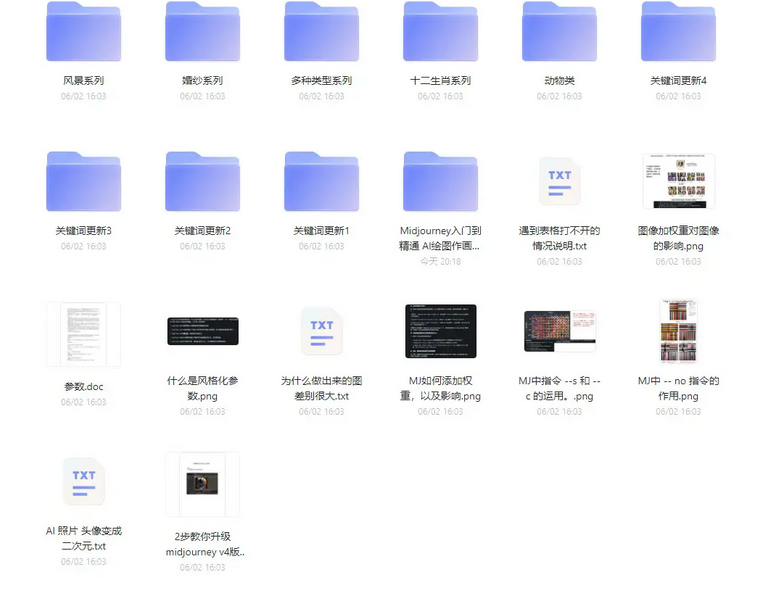 风景系列
06/02 16:03
婚纱系列
06/02 16:03
多种类型系列
06/02 16:03
十二生肖系列
06/02 16:03
动物类
06/02 16:03
关键词更新4
06/02 16:03
关键词更新3
06/02 16:03
关键词更新2
06/02 16:03
关键词更新1
06/02 16:03
Midjourney入门到
精通 AI绘图作画...
今天 20:18
TXT
遇到表格打不开的
情况说明.txt
06/02 16:03
图像加权重对图像
的影响.png
06/02 16:03
参数.doc
06/02 16:03
什么是风格化参
数.png
06/02 16:03
TXT
为什么做出来的图
差别很大.txt
06/02 16:03
MJ如何添加权
重，以及影响.png
06/02 16:03
MJ中指令 --s 和 --
c 的运用。.png
06/02 16:03
MJ中 -- no 指令的
作用.png
06/02 16:03
TXT
AI 照片 头像变成
二次元.txt
06/02 16:03
2步教你升级
midjourney v4版..
06/02 16:03